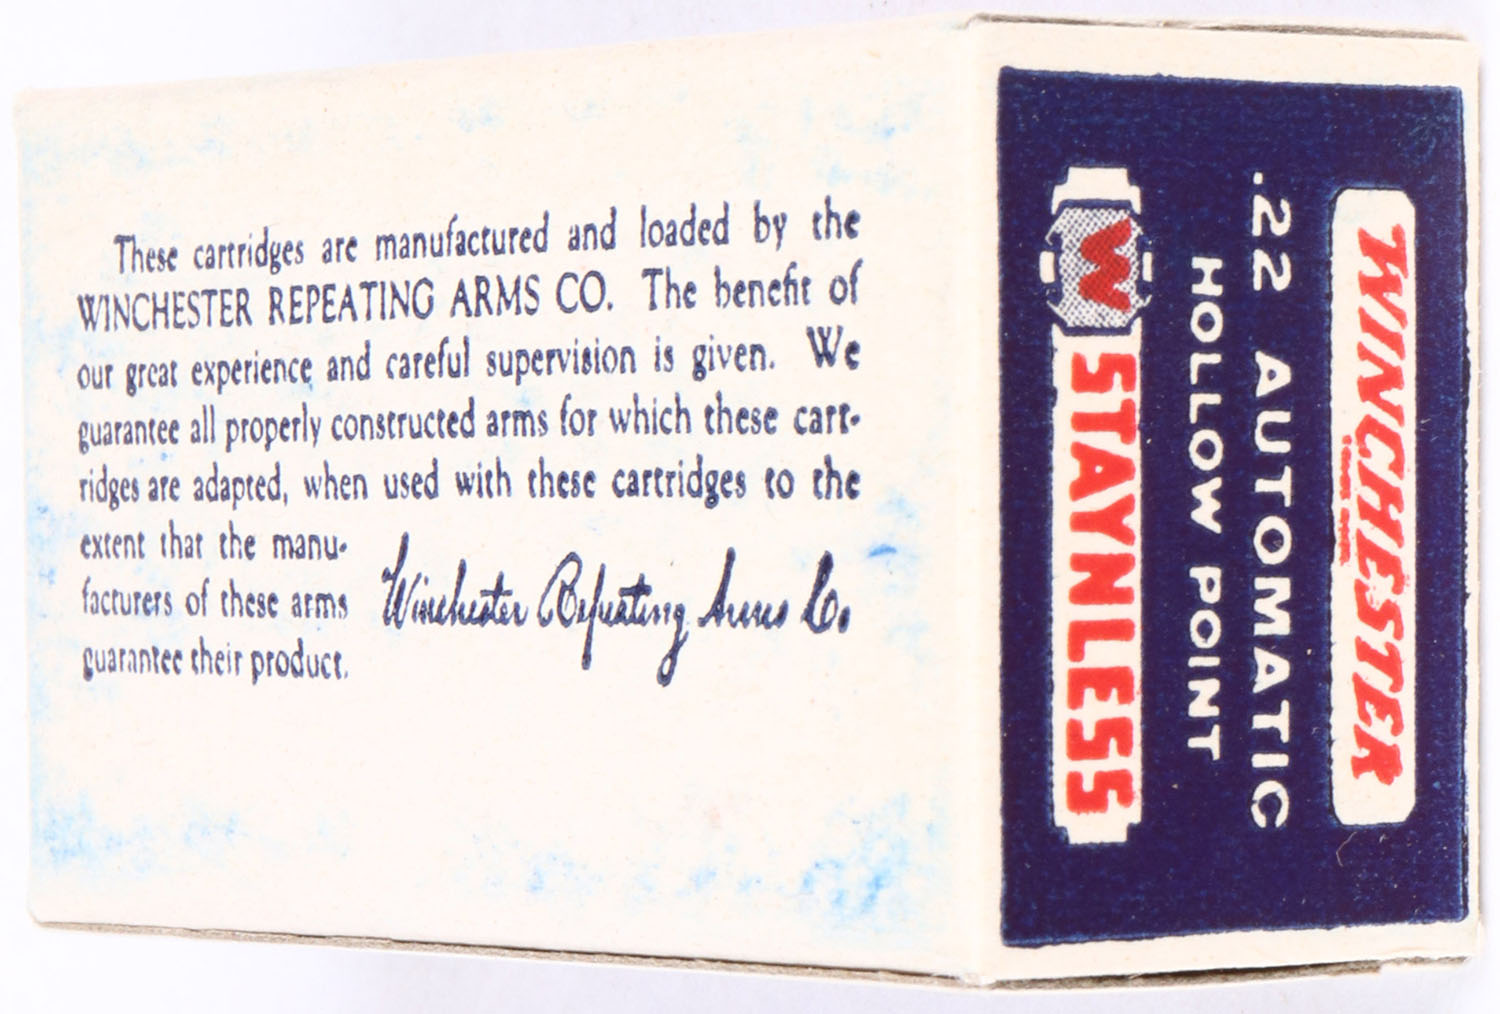 These cartridges are manufactured and loaded by the
WINCHESTER REPEATING ARMS CO. The benefit of
our great experience and careful supervision is given. We
guarantee all properly constructed arms for which these cart-
ridges are adapted, when used with these cartridges to the
extent that the manu-
facturers of these arms
guarantee their product.
Winchester Repeating Arms Co.
WINCHESTER
TRADE MARK
.22 AUTOMATIC
HOLLOW POINT
W
STAYNLESS